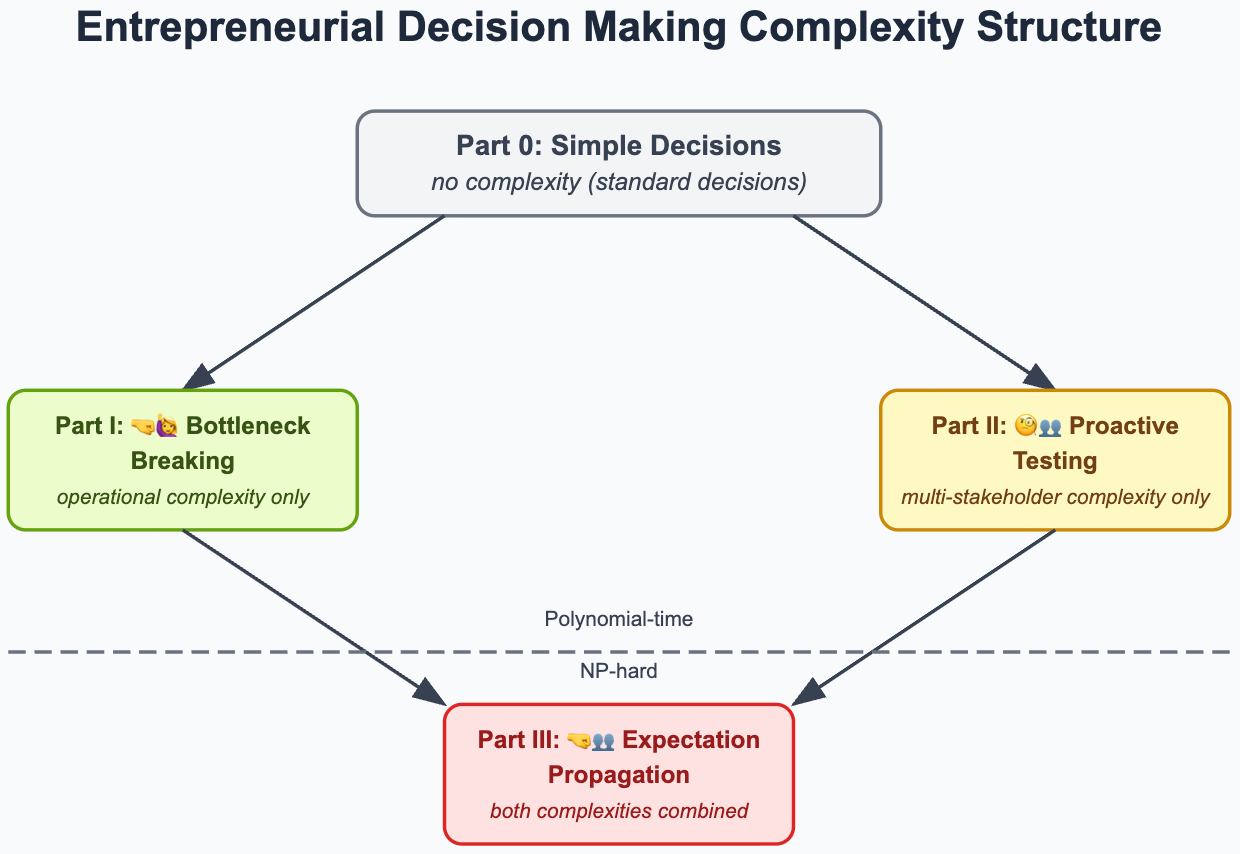 Entrepreneurial Decision Making Complexity Structure
Part 0: Simple Decisions
no complexity (standard decisions)
Part I: 🤜🙋‍♀️ Bottleneck
Breaking
operational complexity only
Part II: 🧐👥 Proactive
Testing
multi-stakeholder complexity only
Polynomial-time
NP-hard
Part III: 🤜👥 Expectation
Propagation
both complexities combined